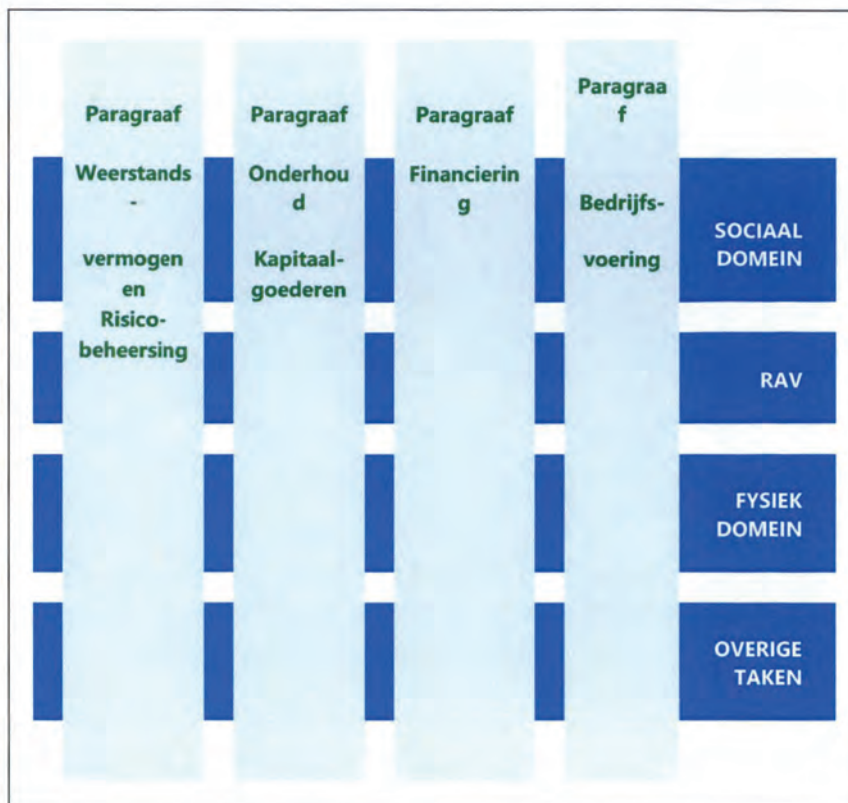 Paragraaf
Weerstands-
-
vermogen
en
Risico-
beheersing
Paragraaf
Onderhou
d
Kapitaal-
goederen
Paragraaf
Financierin
g
Paragraa
f
Bedrijfs-
voering
SOCIAAL
DOMEIN
RAV
FYSIEK
DOMEIN
OVERIGE
TAKEN